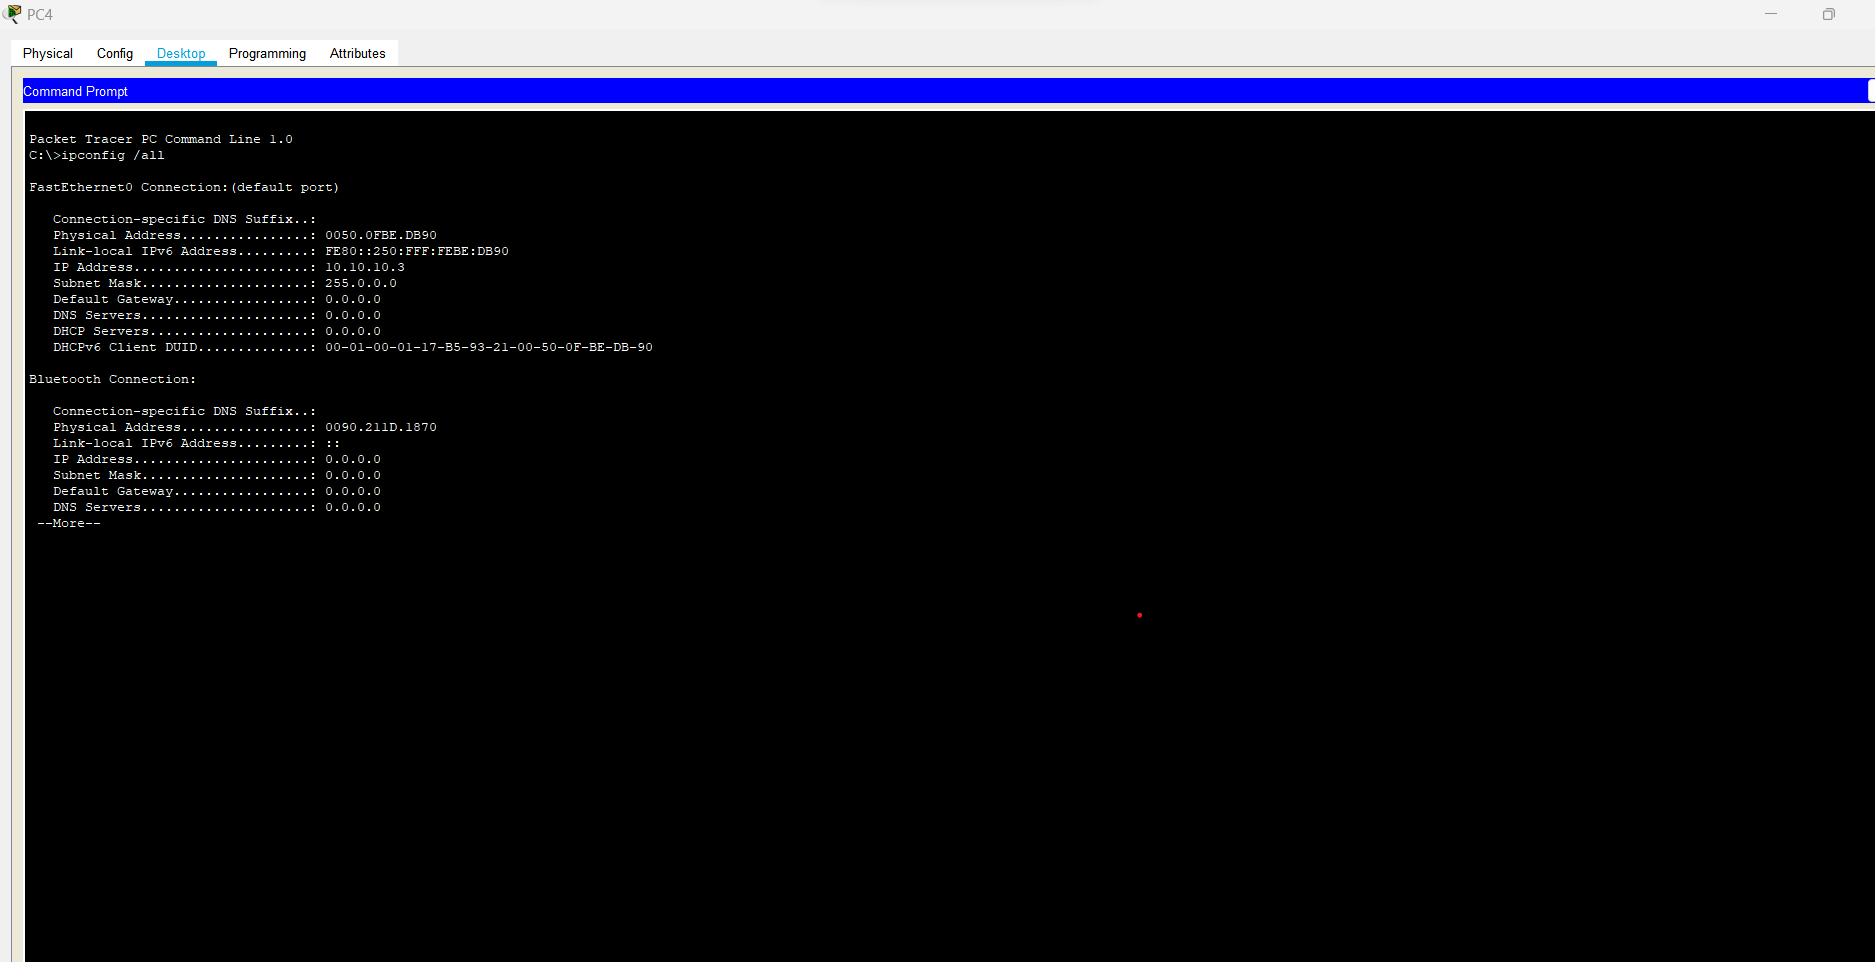 PC4
Physical Config Desktop Programming Attributes
Command Prompt
Packet Tracer PC Command Line 1.0
C:\>ipconfig /all
FastEthernet0 Connection:(default port)
Connection-specific DNS Suffix..:
Physical Address................: 0050.0FBE.DB90
Link-local IPv6 Address.........: FE80::250:FFF:FEBE:DB90
IP Address......................: 10.10.10.3
Subnet Mask.....................: 255.0.0.0
Default Gateway.................: 0.0.0.0
DNS Servers.....................: 0.0.0.0
DHCP Servers....................: 0.0.0.0
DHCPv6 Client DUID..............: 00-01-00-01-17-B5-93-21-00-50-0F-BE-DB-90
Bluetooth Connection:
Connection-specific DNS Suffix..:
Physical Address................: 0090.211D.1870
Link-local IPv6 Address.........: ::
IP Address......................: 0.0.0.0
Subnet Mask.....................: 0.0.0.0
Default Gateway.................: 0.0.0.0
DNS Servers.....................: 0.0.0.0
--More--